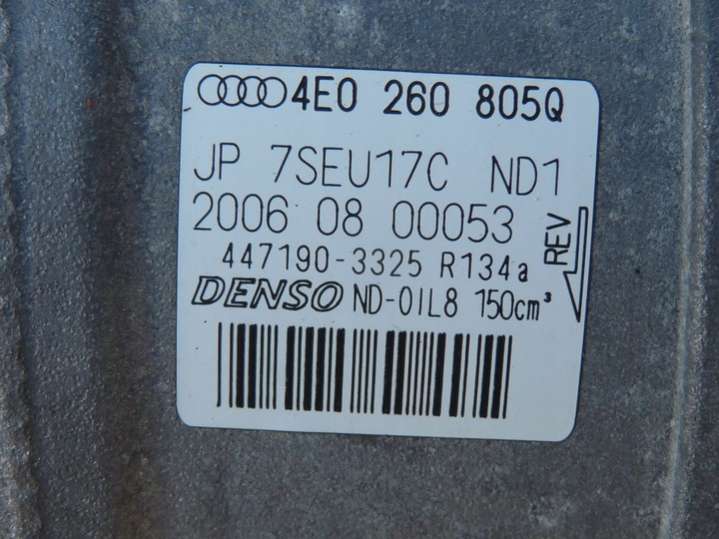 4E0 260 805Q
JP 7SEU17C ND1
2006 08 00053
447190-3325 R134a
DENSO ND-OIL8 150cm³
REV